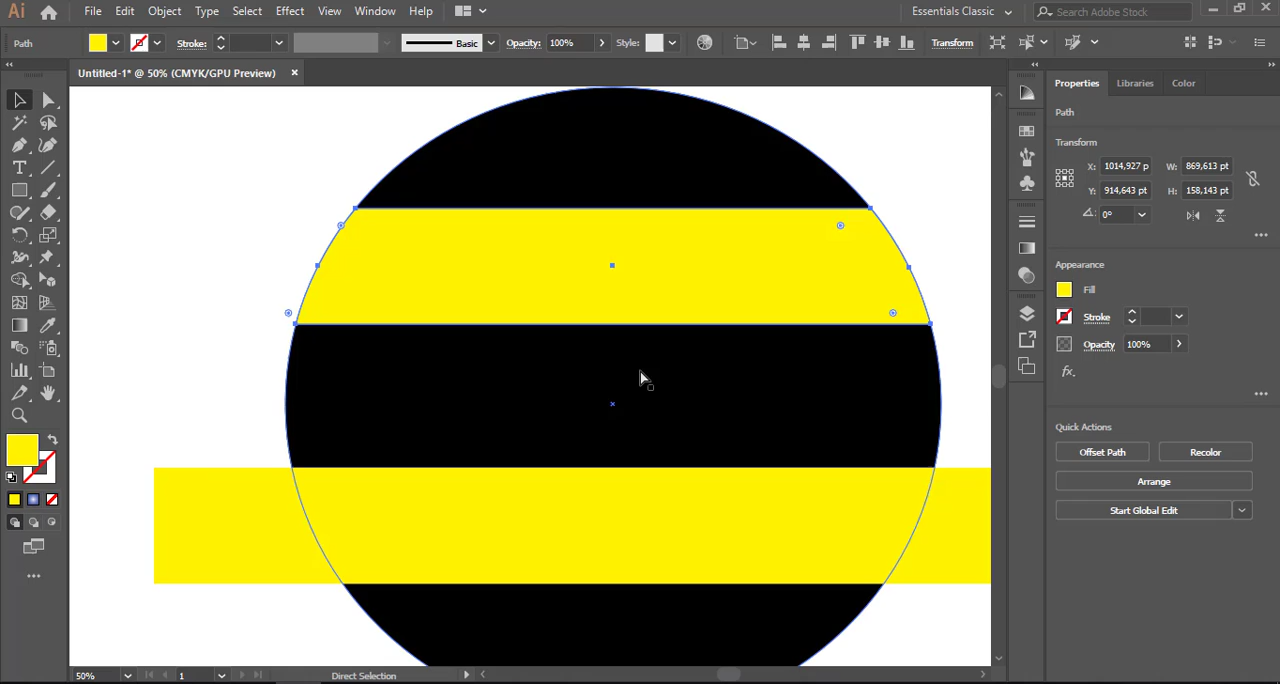 Ai File Edit Object Type Select Effect View Window Help Essentials Classic Search Adobe Stock
Path Stroke: Basic Opacity: 100% Style: Transform
Untitled-1* @ 50% (CMYK/GPU Preview) ×
Properties Libraries Color
Path
Transform
X: 1014,927 p W: 869,613 pt
Y: 914,643 pt H: 158,143 pt
0°
Appearance
Fill
Stroke
Opacity 100%
fx.
Quick Actions
Offset Path Recolor
Arrange
Start Global Edit
50% 1 Direct Selection